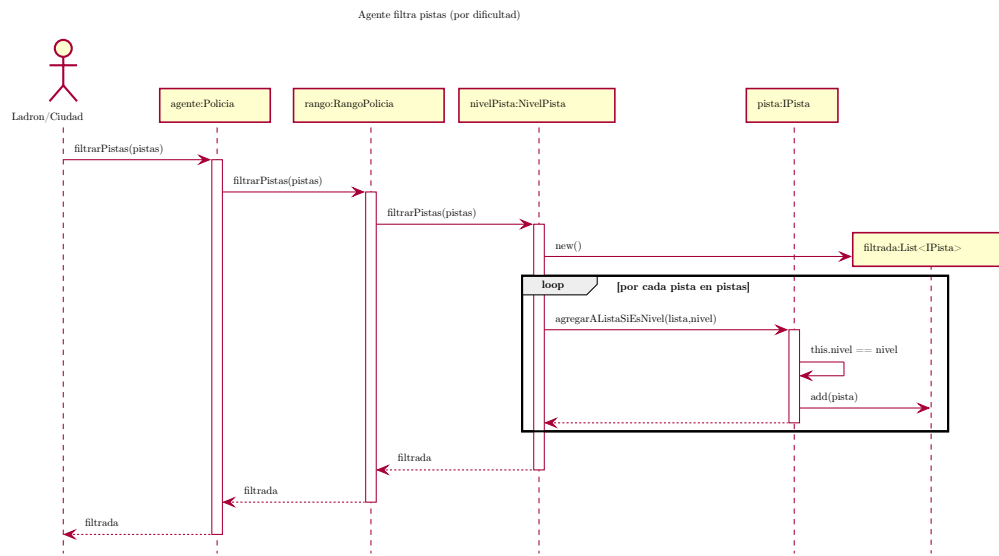 Agente filtra pistas (por dificultad)
Ladron/Ciudad
agente:Policia
rango:RangoPolicia
nivelPista:NivelPista
pista:IPista
filtrarPistas(pistas)
filtrarPistas(pistas)
filtrarPistas(pistas)
new()
filtrada:List<IPista>
loop
[por cada pista en pistas]
agregarAListaSiEsNivel(lista,nivel)
this.nivel == nivel
add(pista)
filtrada
filtrada
filtrada